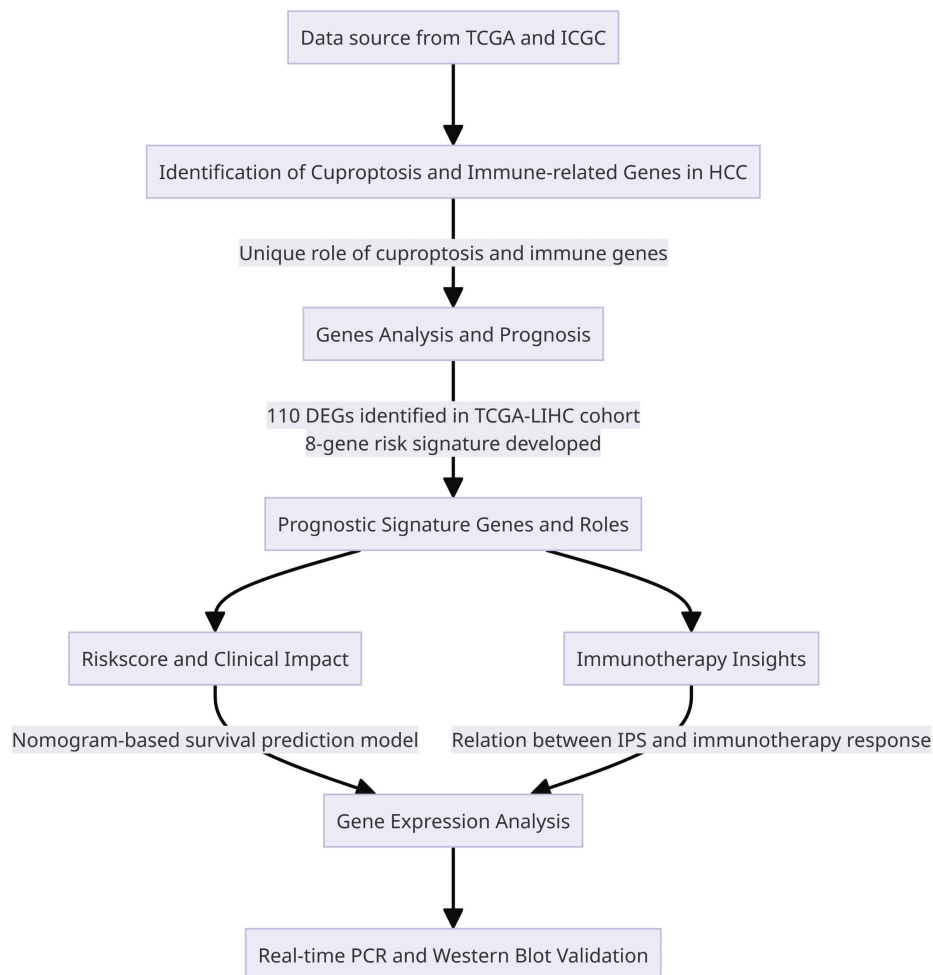 Data source from TCGA and ICGC
Identification of Cuproptosis and Immune-related Genes in HCC
Unique role of cuproptosis and immune genes
Genes Analysis and Prognosis
110 DEGs identified in TCGA-LIHC cohort
8-gene risk signature developed
Prognostic Signature Genes and Roles
Riskscore and Clinical Impact
Immunotherapy Insights
Nomogram-based survival prediction model
Relation between IPS and immunotherapy response
Gene Expression Analysis
Real-time PCR and Western Blot Validation